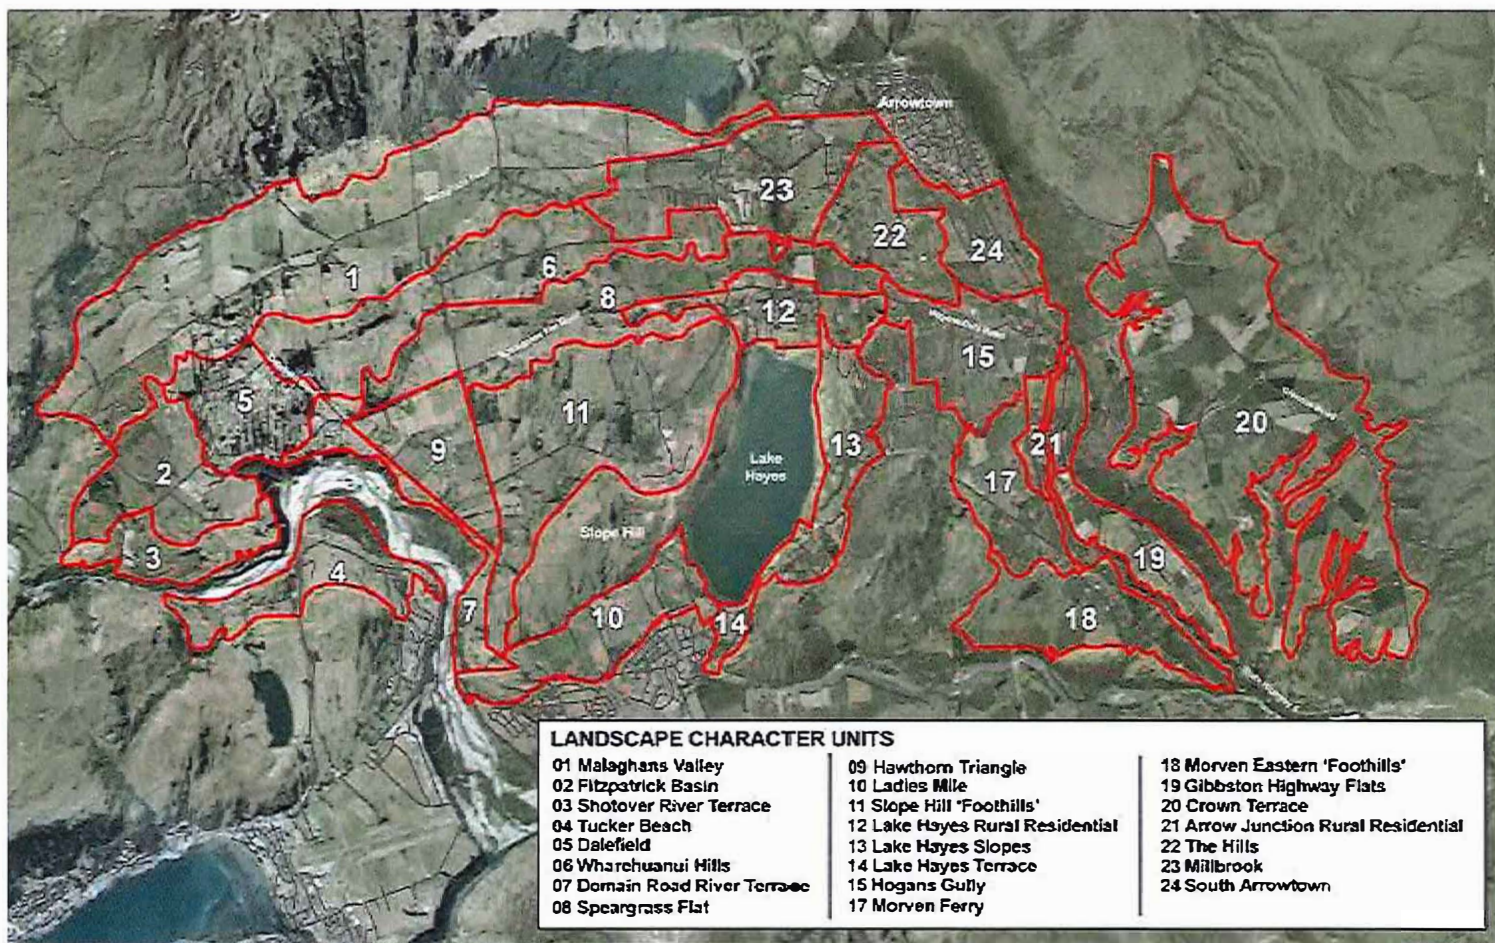 Arrowtown
23
1
6
22
24
8
12
15
5
11
20
9
13
21
2
Lake
Hayes
17
Slope Hill
3
4
19
7
10
14
18
LANDSCAPE CHARACTER UNITS
01 Malaghans Valley
02 Fitzpatrick Basin
03 Shotover River Terrace
04 Tucker Beach
05 Dalefield
06 Wharehuanui Hills
07 Domain Road River Terrace
08 Speargrass Flat
09 Hawthorn Triangle
10 Ladies Mile
11 Slope Hill 'Foothills'
12 Lake Hayes Rural Residential
13 Lake Hayes Slopes
14 Lake Hayes Terrace
15 Hogans Gully
17 Morven Ferry
18 Morven Eastern 'Foothills'
19 Gibbston Highway Flats
20 Crown Terrace
21 Arrow Junction Rural Residential
22 The Hills
23 Millbrook
24 South Arrowtown